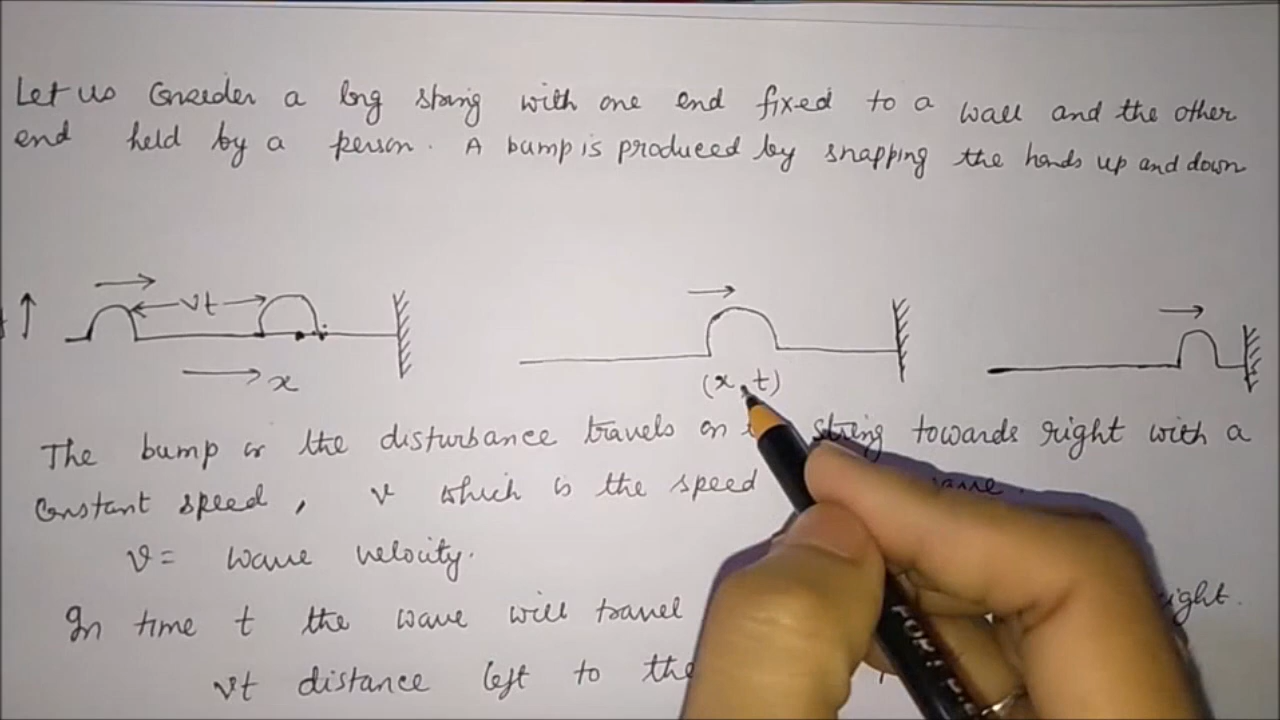 Let us Consider a long string with one end fixed to a wall and the other
end held by a person. A bump is produced by snapping the hands up and down
vt
x
(x, t)
The bump or the disturbance travels on string towards right with a
Constant speed, v which is the speed
v = wave velocity.
In time t the wave will travel right.
vt distance left to the